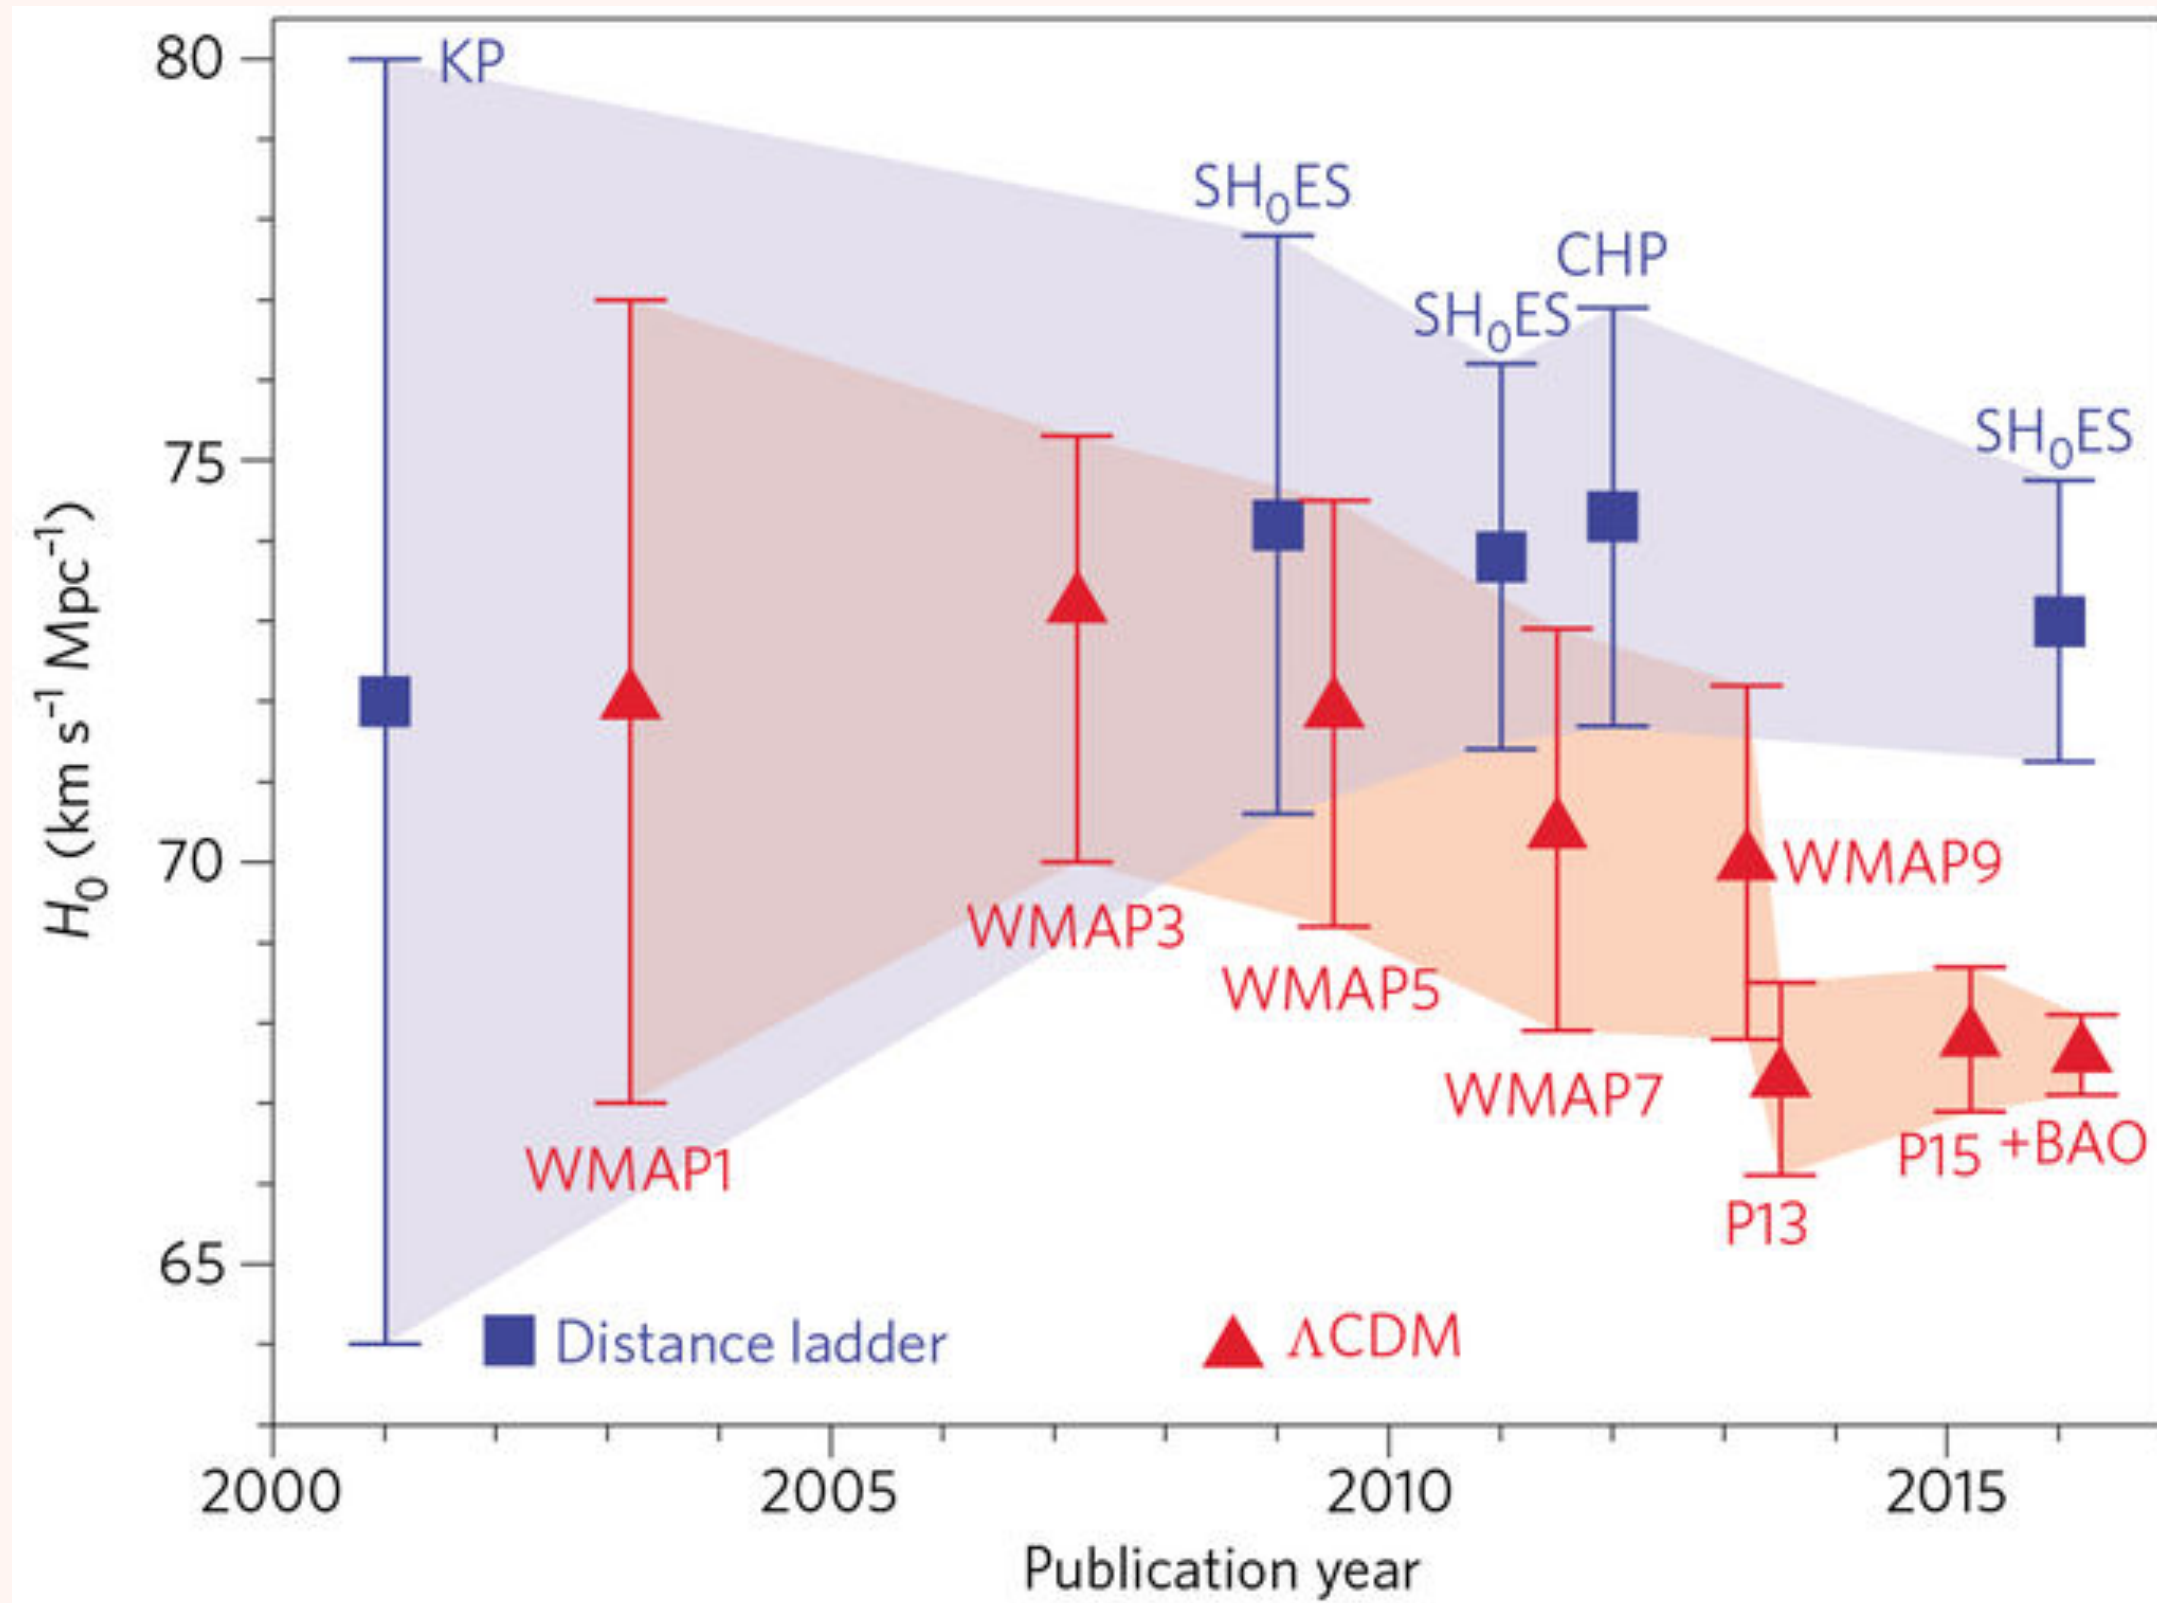 80
KP
SH₀ES
CHP
SH₀ES
SH₀ES
75
H₀ (km s⁻¹ Mpc⁻¹)
70
WMAP9
WMAP3
WMAP5
WMAP7
P15
+BAO
WMAP1
P13
65
Distance ladder
ΛCDM
2000
2005
2010
2015
Publication year